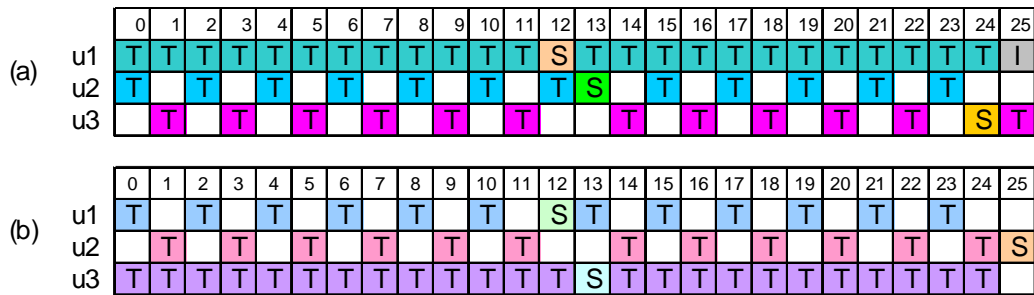 0 1 2 3 4 5 6 7 8 9 10 11 12 13 14 15 16 17 18 19 20 21 22 23 24 25
u1 T T T T T T T T T T T T S T T T T T T T T T T T T I
(a)
u2 T T T T T T T S T T T T T
u3 T T T T T T T T T T T S T
0 1 2 3 4 5 6 7 8 9 10 11 12 13 14 15 16 17 18 19 20 21 22 23 24 25
u1 T T T T T T S T T T T T T
(b)
u2 T T T T T T T T T T T T S
u3 T T T T T T T T T T T T T S T T T T T T T T T T T